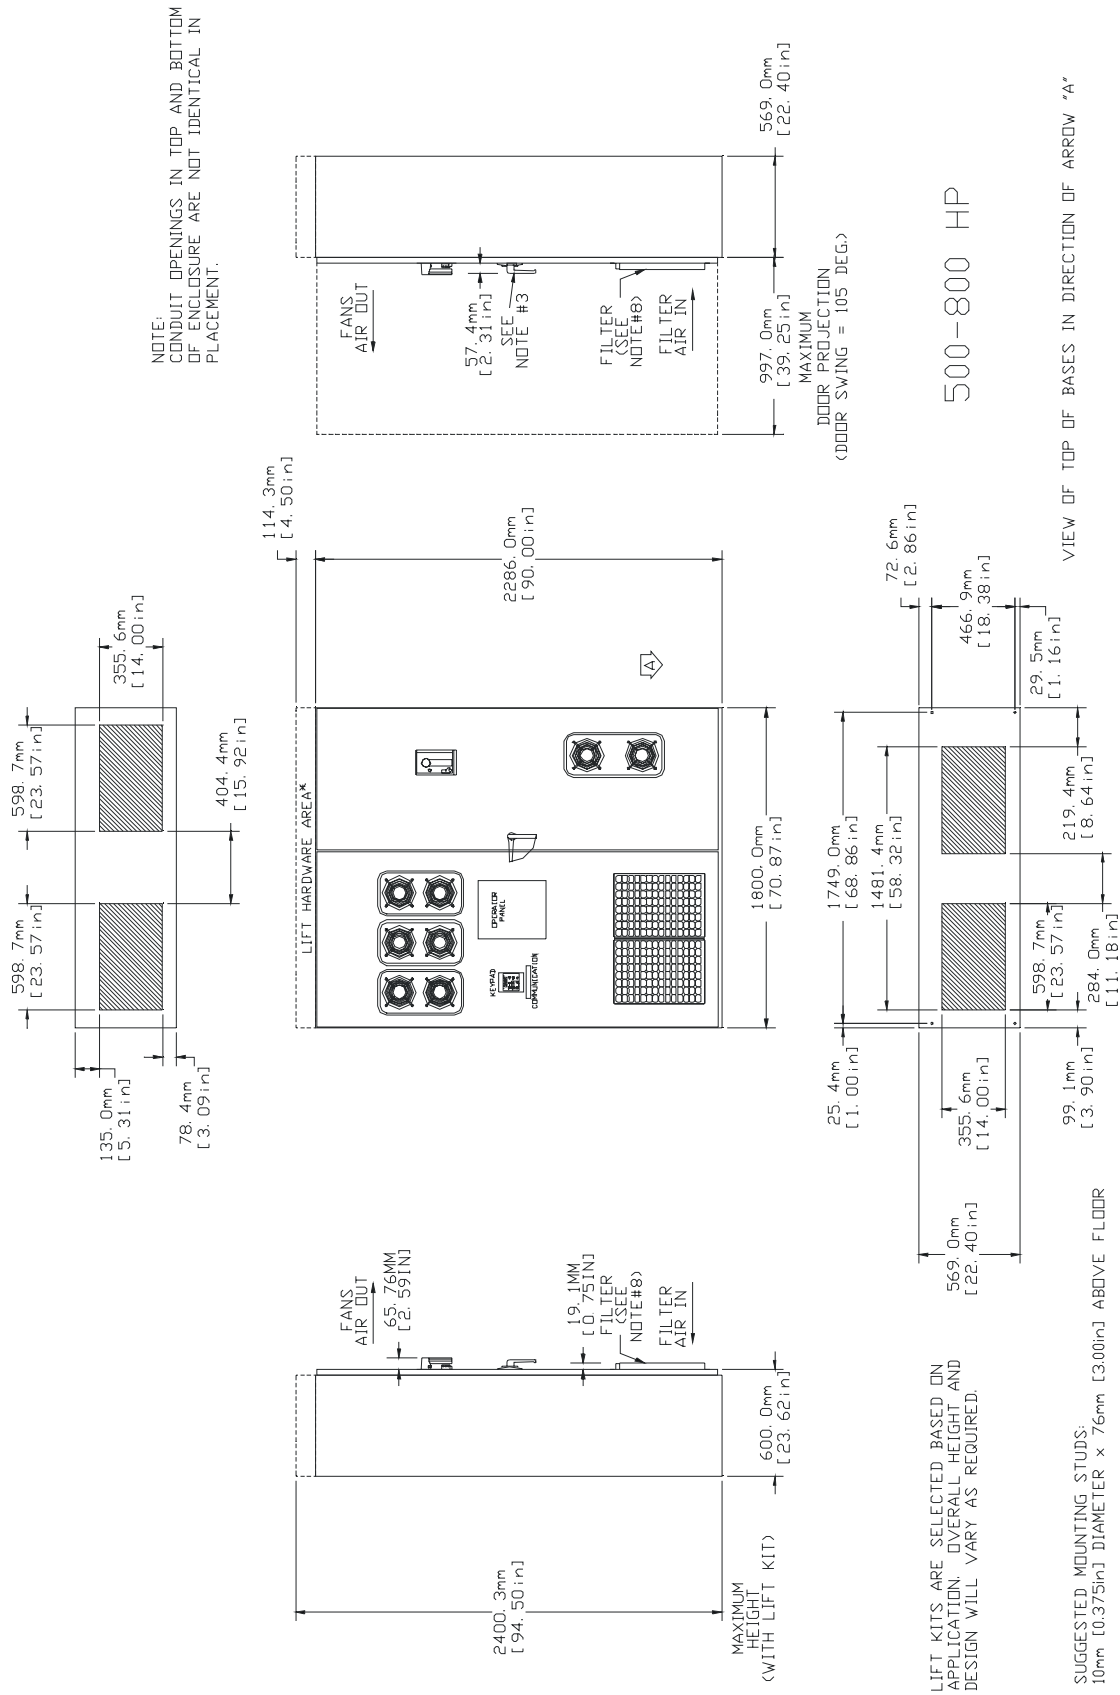 NOTE:
CONDUIT OPENINGS IN TOP AND BOTTOM
OF ENCLOSURE ARE NOT IDENTICAL IN
PLACEMENT.
598. 7mm
[23. 57in]
598. 7mm
[23. 57in]
135. 0mm
[5. 31in]
78. 4mm
[3. 09in]
404. 4mm
[15. 92in]
355. 6mm
[14. 00in]
2400. 3mm
[94. 50in]
MAXIMUM
HEIGHT
(WITH LIFT KIT)
FANS
AIR OUT
65. 76MM
[2. 59IN]
19. 1MM
[0. 75IN]
FILTER
(SEE
NOTE#8)
FILTER
AIR IN
600. 0mm
[23. 62in]
LIFT HARDWARE AREA*
KEYPAD
COMMUNICATION
OPERATOR
PANEL
114. 3mm
[4. 50in]
2286. 0mm
[90. 00in]
A
1800. 0mm
[70. 87in]
FANS
AIR OUT
57. 4mm
[2. 31in]
SEE
NOTE #3
FILTER
(SEE
NOTE#8)
FILTER
AIR IN
997. 0mm
[39. 25in]
MAXIMUM
DOOR PROJECTION
(DOOR SWING = 105 DEG.)
569. 0mm
[22. 40in]
25. 4mm
[1. 00in]
1749. 0mm
[68. 86in]
1481. 4mm
[58. 32in]
72. 6mm
[2. 86in]
466. 9mm
[18. 38in]
29. 5mm
[1. 16in]
569. 0mm
[22. 40in]
355. 6mm
[14. 00in]
99. 1mm
[3. 90in]
598. 7mm
[23. 57in]
284. 0mm
[11. 18in]
219. 4mm
[8. 64in]
500-800 HP
LIFT KITS ARE SELECTED BASED ON
APPLICATION. OVERALL HEIGHT AND
DESIGN WILL VARY AS REQUIRED.
SUGGESTED MOUNTING STUDS:
10mm [0.375in] DIAMETER x 76mm [3.00in] ABOVE FLOOR
VIEW OF TOP OF BASES IN DIRECTION OF ARROW "A"